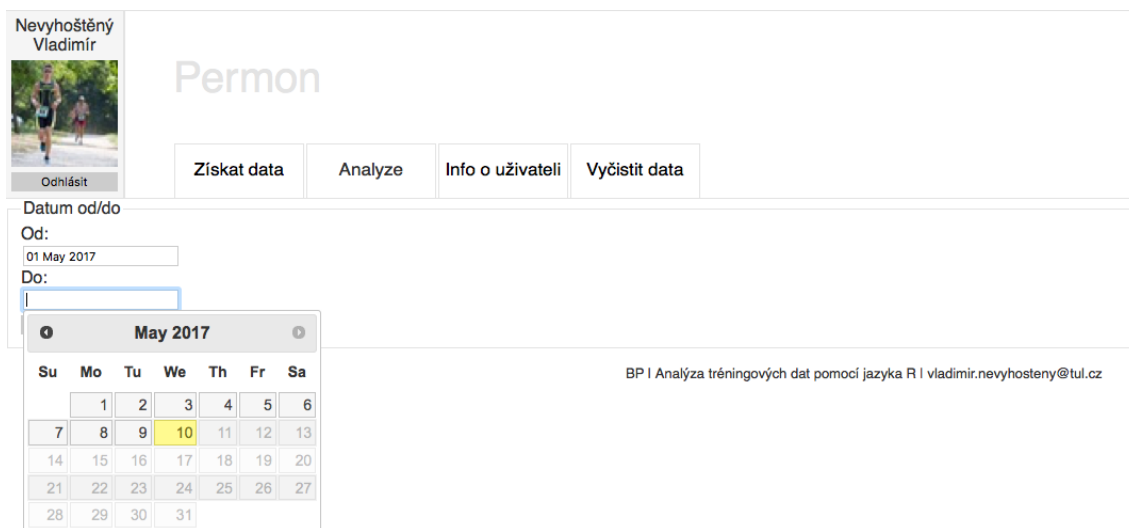 Nevyhoštěný
Vladimír
Odhlásit
Permon
Získat data
Analyze
Info o uživateli
Vyčistit data
Datum od/do
Od:
01 May 2017
Do:
May 2017
Su Mo Tu We Th Fr Sa
1 2 3 4 5 6
7 8 9 10 11 12 13
14 15 16 17 18 19 20
21 22 23 24 25 26 27
28 29 30 31
BP | Analýza tréningových dat pomocí jazyka R | vladimir.nevyhosteny@tul.cz